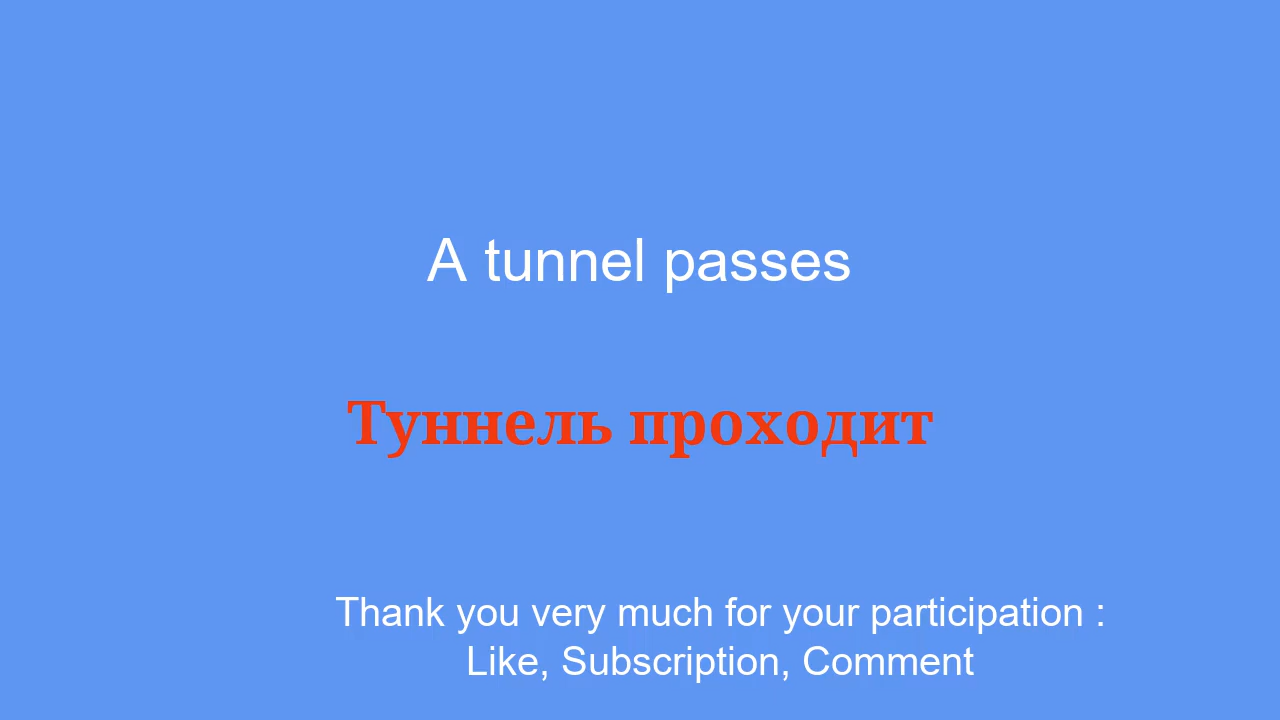 A tunnel passes
Туннель проходит
Thank you very much for your participation :
Like, Subscription, Comment